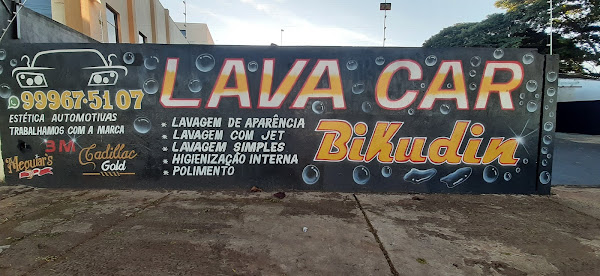 LAVA CAR
99967-5107
ESTÉTICA AUTOMOTIVAS
TRABALHAMOS COM A MARCA
3M
Meguiar's
Cadillac
Gold
* LAVAGEM DE APARÊNCIA
* LAVAGEM COM JET
* LAVAGEM SIMPLES
* HIGIENIZAÇÃO INTERNA
* POLIMENTO
BiKudin